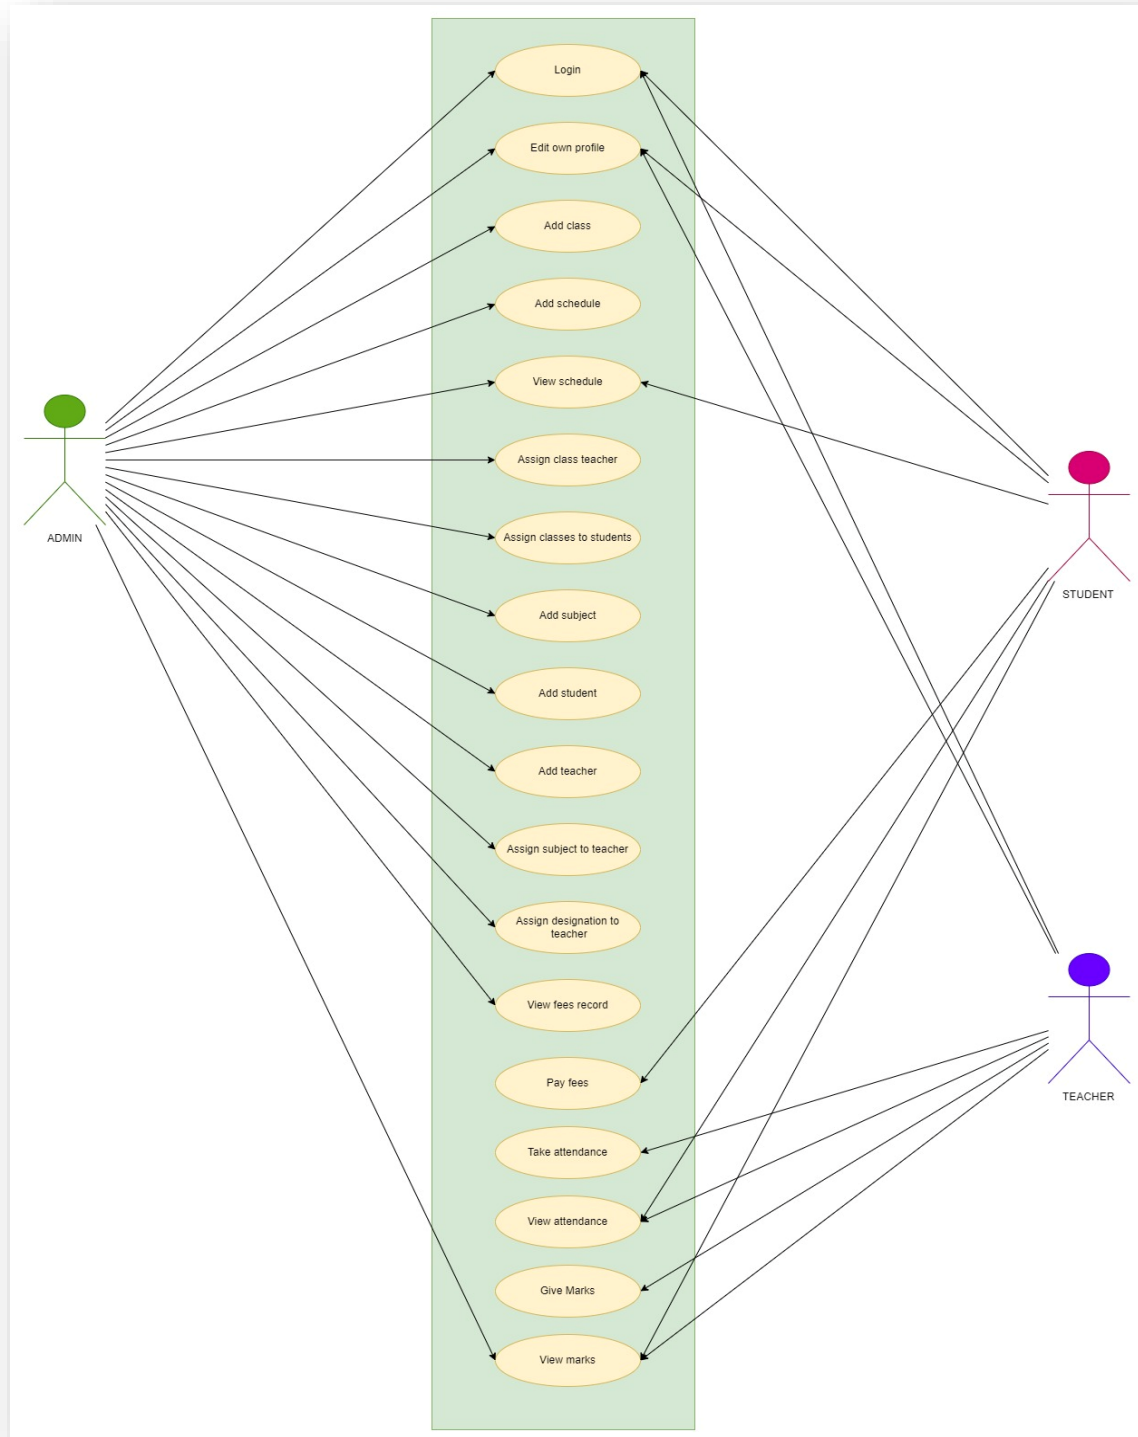 Login
Edit own profile
Add class
Add schedule
View schedule
Assign class teacher
ADMIN
Assign classes to students
STUDENT
Add subject
Add student
Add teacher
Assign subject to teacher
Assign designation to
teacher
View fees record
Pay fees
TEACHER
Take attendance
View attendance
Give Marks
View marks